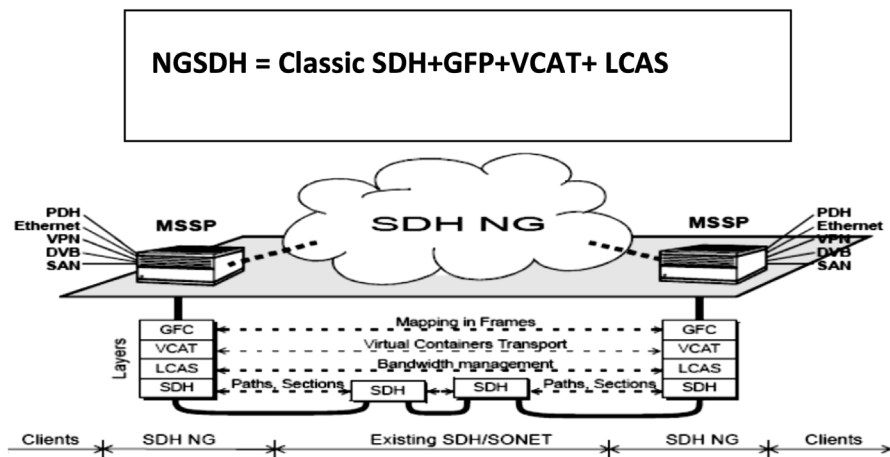 NGSDH = Classic SDH+GFP+VCAT+ LCAS
PDH
Ethernet
VPN
DVB
SAN
MSSP
SDH NG
MSSP
PDH
Ethernet
VPN
DVB
SAN
Layers
GFC
VCAT
LCAS
SDH
Mapping in Frames
Virtual Containers Transport
Bandwidth management
Paths, Sections
SDH
SDH
Paths, Sections
GFC
VCAT
LCAS
SDH
Clients
SDH NG
Existing SDH/SONET
SDH NG
Clients